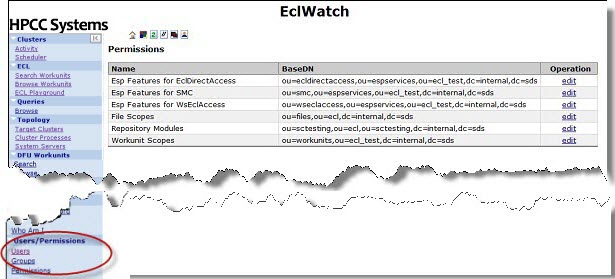 EclWatch
HPCC Systems
Clusters
Activity
Scheduler
ECL
Search Workunits
Browse Workunits
ECL Playground
Queries
Browse
Topology
Target Clusters
Cluster Processes
System Servers
DFU Workunits
Search
Permissions
Name BaseDN Operation
Esp Features for EclDirectAccess ou=ecldirectaccess,ou=espservices,ou=ecl_test,dc=internal,dc=sds edit
Esp Features for SMC ou=smc,ou=espservices,ou=ecl_test,dc=internal,dc=sds edit
Esp Features for WsEclAccess ou=wseclaccess,ou=espservices,ou=ecl_test,dc=internal,dc=sds edit
File Scopes ou=files,ou=ecl,dc=internal,dc=sds edit
Repository Modules ou=sctesting,ou=ecl,ou=sctesting,dc=internal,dc=sds edit
Workunit Scopes ou=workunits,ou=ecl_test,dc=internal,dc=sds edit
Who Am I
Users/Permissions
Users
Groups
Permissions